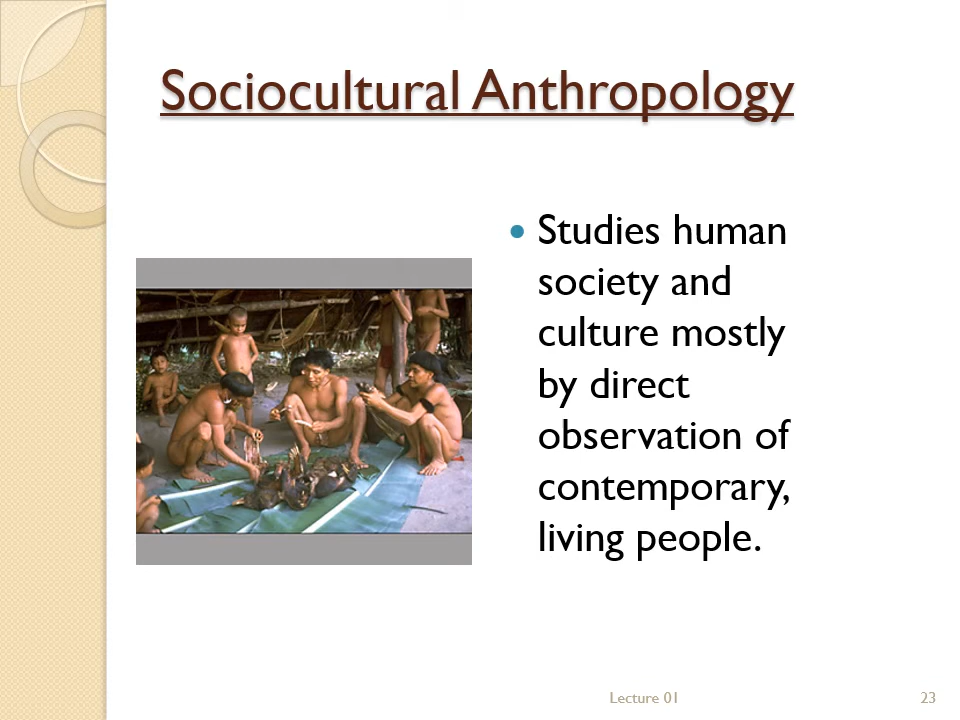 Sociocultural Anthropology
• Studies human
society and
culture mostly
by direct
observation of
contemporary,
living people.
Lecture 01
23